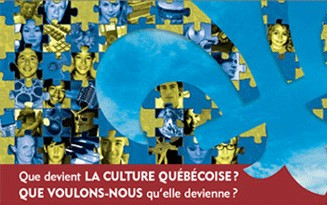 Que devient LA CULTURE QUÉBÉCOISE ?
QUE VOULONS-NOUS qu'elle devienne ?